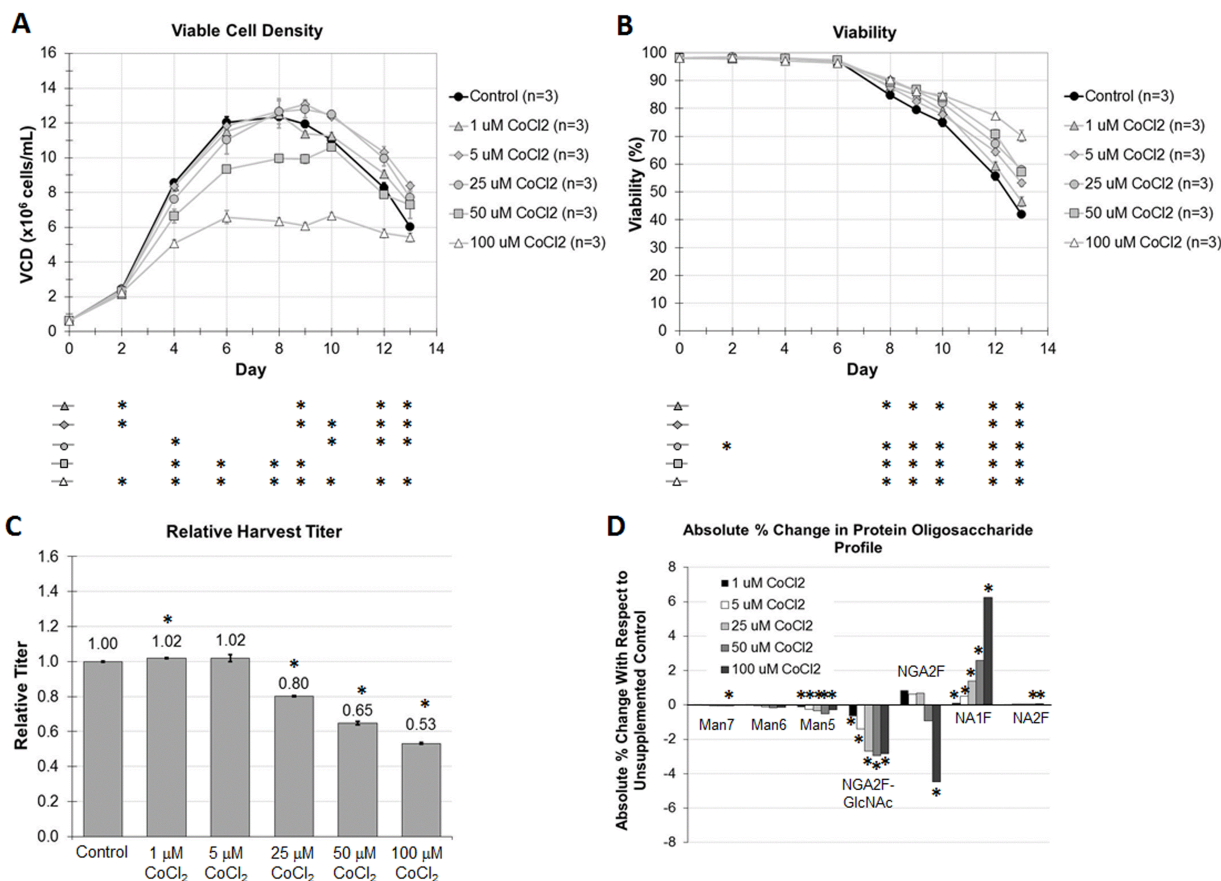 A
Viable Cell Density
VCD (x10⁶ cells/mL)
16
14
12
10
8
6
4
2
0
0 2 4 6 8 10 12 14
Day
Control (n=3)
1 uM CoCl2 (n=3)
5 uM CoCl2 (n=3)
25 uM CoCl2 (n=3)
50 uM CoCl2 (n=3)
100 uM CoCl2 (n=3)
* * * *
* * * * *
* * * *
* * * *
* * * * * * * *
B
Viability
Viability (%)
100
90
80
70
60
50
40
30
20
10
0
0 2 4 6 8 10 12 14
Day
Control (n=3)
1 uM CoCl2 (n=3)
5 uM CoCl2 (n=3)
25 uM CoCl2 (n=3)
50 uM CoCl2 (n=3)
100 uM CoCl2 (n=3)
* * * * *
* *
* * * * * *
* * * * *
* * * * *
C
Relative Harvest Titer
Relative Titer
1.6
1.4
1.2
1.0
0.8
0.6
0.4
0.2
0.0
1.00
*
1.02
1.02
*
0.80
*
0.65
*
0.53
Control
1 µM CoCl₂
5 µM CoCl₂
25 µM CoCl₂
50 µM CoCl₂
100 µM CoCl₂
D
Absolute % Change in Protein Oligosaccharide
Profile
Absolute % Change With Respect to
Unsupplemented Control
8
6
4
2
0
-2
-4
-6
-8
1 uM CoCl2
5 uM CoCl2
25 uM CoCl2
50 uM CoCl2
100 uM CoCl2
*
Man7
Man6
*****
Man5
*****
NGA2F-
GlcNAc
NGA2F
*
*****
NA1F
**
NA2F